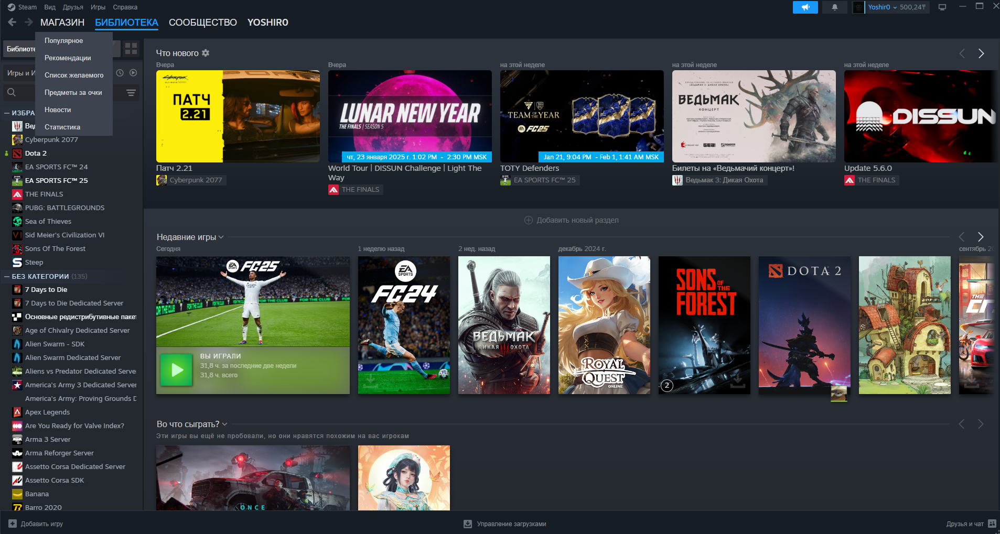 Steam Вид Друзья Игры Справка
Yoshir0 500,24₸
МАГАЗИН БИБЛИОТЕКА СООБЩЕСТВО YOSHIR0
Популярное
Рекомендации
Список желаемого
Предметы за очки
Новости
Статистика
Библиоте
Игры и И
ИЗБРА
Вед
Cyberpunk 2077
Dota 2
EA SPORTS FC™ 24
EA SPORTS FC™ 25
THE FINALS
PUBG: BATTLEGROUNDS
Sea of Thieves
Sid Meier's Civilization VI
Sons Of The Forest
Steep
БЕЗ КАТЕГОРИИ (135)
7 Days to Die
7 Days to Die Dedicated Server
Основные редистрибутивные пакет
Age of Chivalry Dedicated Server
Alien Swarm - SDK
Alien Swarm Dedicated Server
Aliens vs Predator Dedicated Serve
America's Army 3 Dedicated Server
America's Army: Proving Grounds D
Apex Legends
Are You Ready for Valve Index?
Arma 3 Server
Arma Reforger Server
Assetto Corsa Dedicated Server
Assetto Corsa SDK
Banana
Barro 2020
Что нового
Вчера
Cyberpunk
ПАТЧ
2.21
Патч 2.21
Cyberpunk 2077
Вчера
LUNAR NEW YEAR
THE FINALS | SEASON 5
чт, 23 января 2025 г. 1:02 PM - 2:30 PM MSK
World Tour | DISSUN Challenge | Light The
Way
THE FINALS
на этой неделе
TEAM OF THE YEAR
FC25
Jan 21, 9:04 PM - Feb 1, 1:41 AM MSK
TOTY Defenders
EA SPORTS FC™ 25
на этой неделе
ВЕДЬМАК
КОНЦЕРТ
Билеты на «Ведьмачий концерт»!
Ведьмак 3: Дикая Охота
на этой неделе
DISSUN
Update 5.6.0
THE FINALS
Добавить новый раздел
Недавние игры
Сегодня
EA SPORTS FC25
FOR THE CLUB
ВЫ ИГРАЛИ
31,8 ч. за последние две недели
31,8 ч. всего
1 неделю назад
EA SPORTS
FC24
2 нед. назад
ВЕДЬМАК
ДИКАЯ ОХОТА
декабрь 2024 г.
ROYAL
QUEST
ONLINE
SONS OF THE FOREST
2
DOTA 2
сентябрь 20
THE
Во что сыграть?
Эти игры вы ещё не пробовали, но они нравятся похожим на вас игрокам
ONCE
Добавить игру
Управление загрузками
Друзья и чат